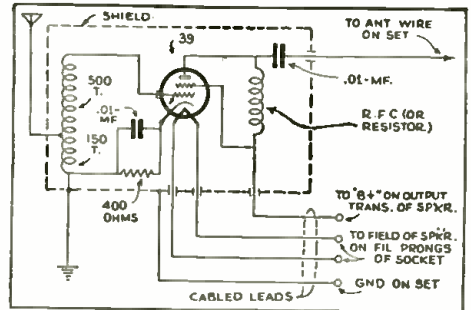 SHIELD
39
TO ANT WIRE
ON SET
.01-MF.
500
T.
.01-
MF
150
T.
R.F.C (OR
RESISTOR)
400
OHMS
TO "B+" ON OUTPUT
TRANS. OF SPKR.
TO FIELD OF SPKR.
ON FIL PRONGS
OF SOCKET
GND ON SET
CABLED LEADS